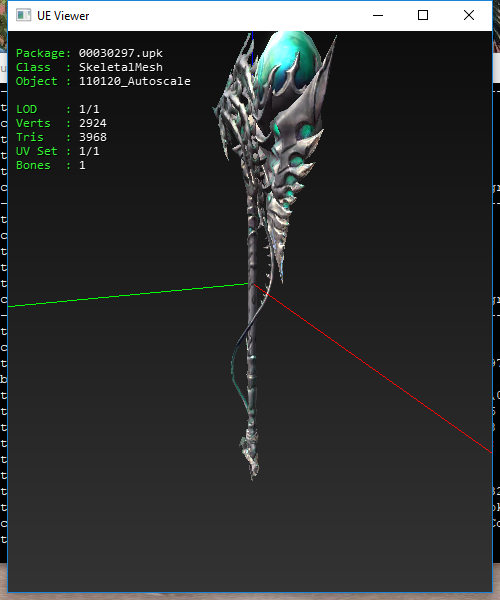 UE Viewer
Package: 00030297.upk
Class  : SkeletalMesh
Object : 110120_Autoscale
LOD    : 1/1
Verts  : 2924
Tris   : 3968
UV Set : 1/1
Bones  : 1